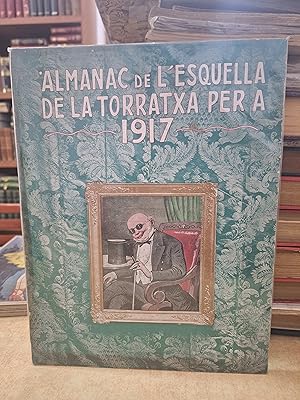 ALMANAC DE L'ESQUELLA
DE LA TORRATXA PER A
1917